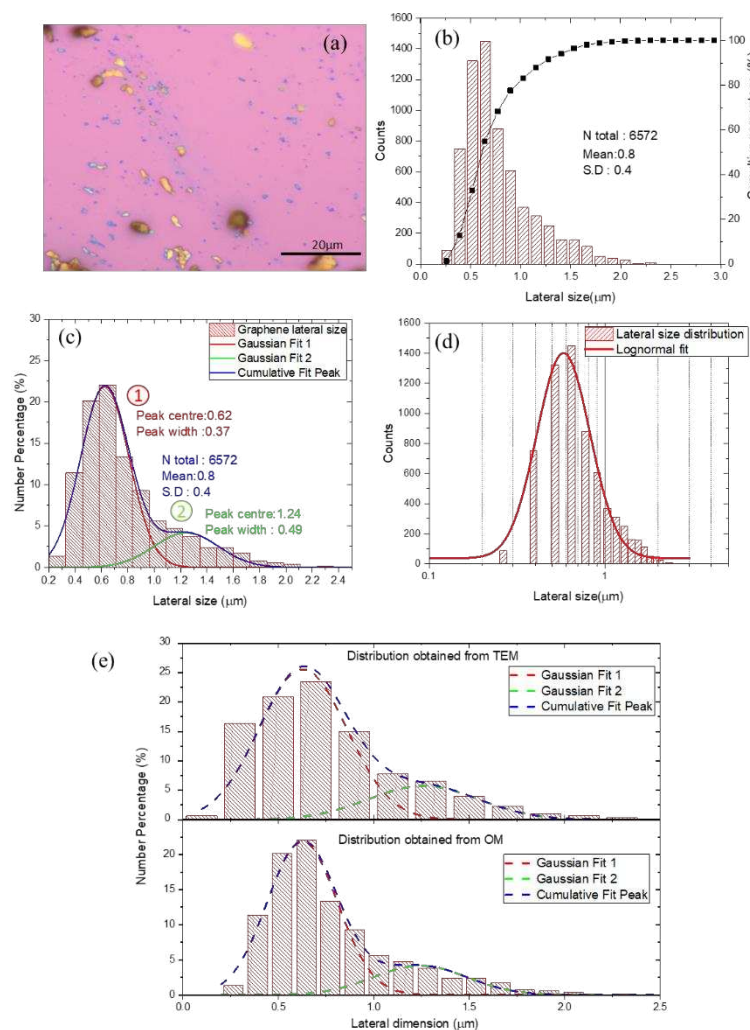 (a)
20µm
(b)
1600
1400
1200
1000
800
600
400
200
0
Counts
N total : 6572
Mean:0.8
S.D : 0.4
100
80
60
40
20
0
0.0 0.5 1.0 1.5 2.0 2.5 3.0
Lateral size(µm)
(c)
30
25
20
15
10
5
0
Number Percentage (%)
Graphene lateral size
Gaussian Fit 1
Gaussian Fit 2
Cumulative Fit Peak
1
Peak centre:0.62
Peak width:0.37
N total : 6572
Mean:0.8
S.D : 0.4
2
Peak centre:1.24
Peak width : 0.49
0.2 0.4 0.6 0.8 1.0 1.2 1.4 1.6 1.8 2.0 2.2 2.4
Lateral size (µm)
(d)
1600
1400
1200
1000
800
600
400
200
0
Counts
Lateral size distribution
Lognormal fit
0.1 1
Lateral size(µm)
(e)
30
25
20
15
10
5
0
Distribution obtained from TEM
Gaussian Fit 1
Gaussian Fit 2
Cumulative Fit Peak
Number Percentage (%)
20
15
10
5
0
Distribution obtained from OM
Gaussian Fit 1
Gaussian Fit 2
Cumulative Fit Peak
0.0 0.5 1.0 1.5 2.0 2.5
Lateral dimension (µm)